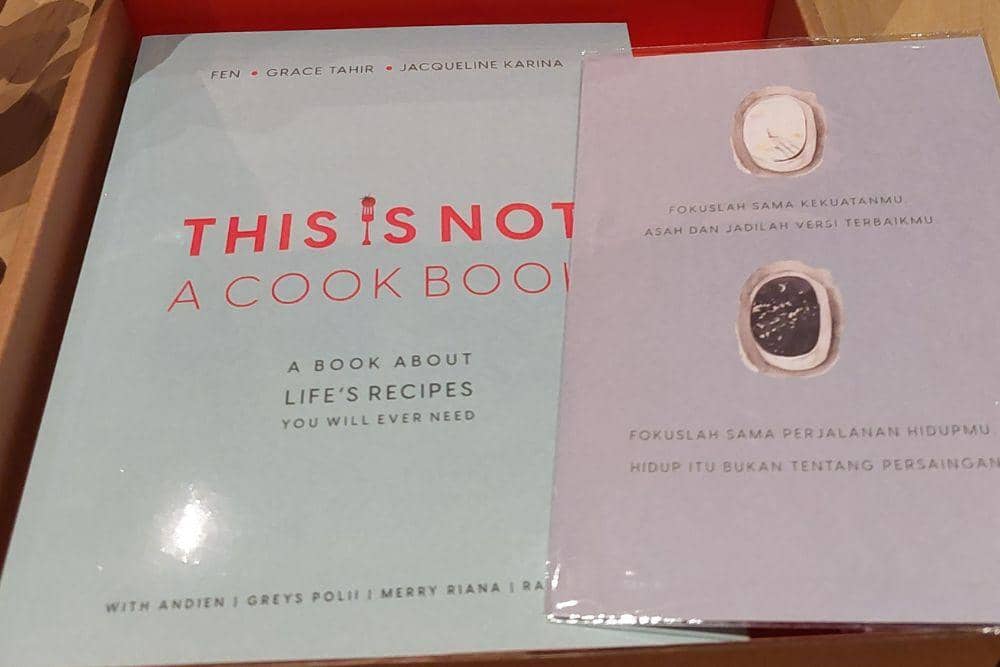 FEN • GRACE TAHIR • JACQUELINE KARINA
THIS IS NOT
A COOK BOOK
A BOOK ABOUT
LIFE'S RECIPES
YOU WILL EVER NEED
WITH ANDIEN | GREYS POLII | MERRY RIANA | RA
FOKUSLAH SAMA KEKUATANMU.
ASAH DAN JADILAH VERSI TERBAIKMU
FOKUSLAH SAMA PERJALANAN HIDUPMU.
HIDUP ITU BUKAN TENTANG PERSAINGAN